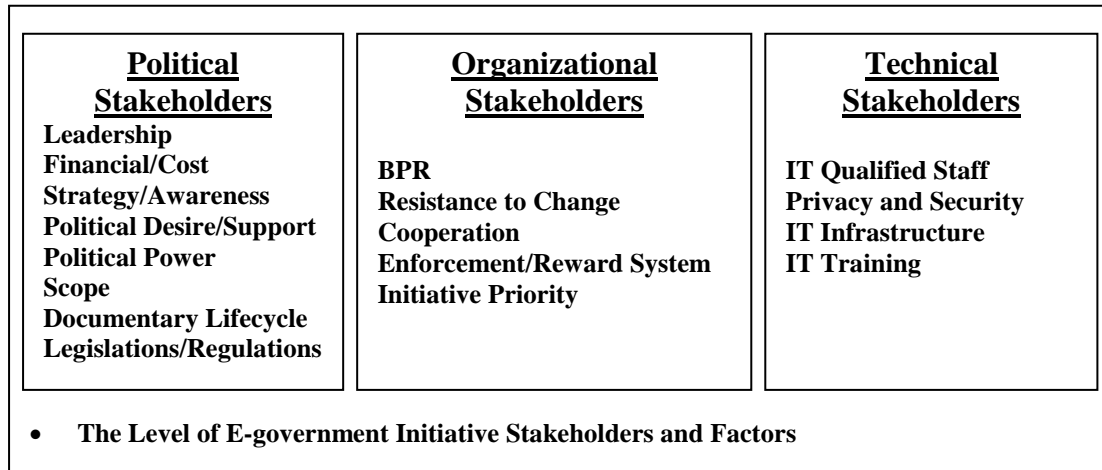 Political
Stakeholders
Leadership
Financial/Cost
Strategy/Awareness
Political Desire/Support
Political Power
Scope
Documentary Lifecycle
Legislations/Regulations
Organizational
Stakeholders
BPR
Resistance to Change
Cooperation
Enforcement/Reward System
Initiative Priority
Technical
Stakeholders
IT Qualified Staff
Privacy and Security
IT Infrastructure
IT Training
• The Level of E-government Initiative Stakeholders and Factors